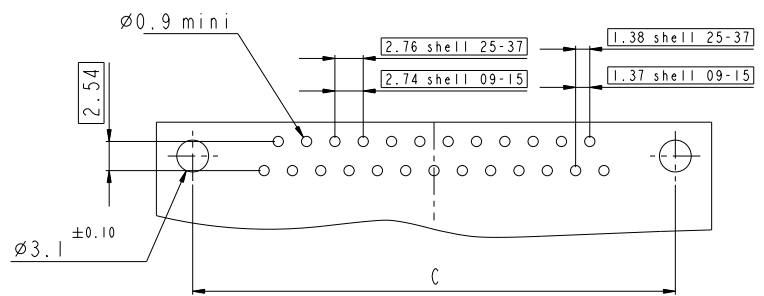 Ø0.9 mini
2.76 shell 25-37
2.74 shell 09-15
1.38 shell 25-37
1.37 shell 09-15
2.54
Ø3.1 ±0.10
C